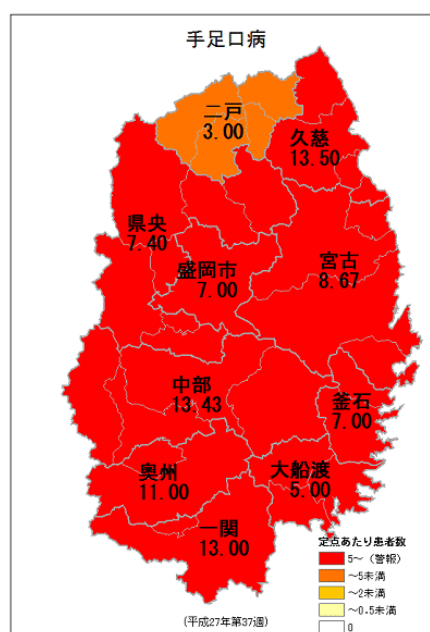 手足口病
二戸
3.00
久慈
13.50
県央
7.40
盛岡市
7.00
宮古
8.67
中部
13.43
釜石
7.00
奥州
11.00
大船渡
5.00
一関
13.00
定点あたり患者数
5～（警報）
～5未満
～2未満
～0.5未満
0
(平成27年第37週)